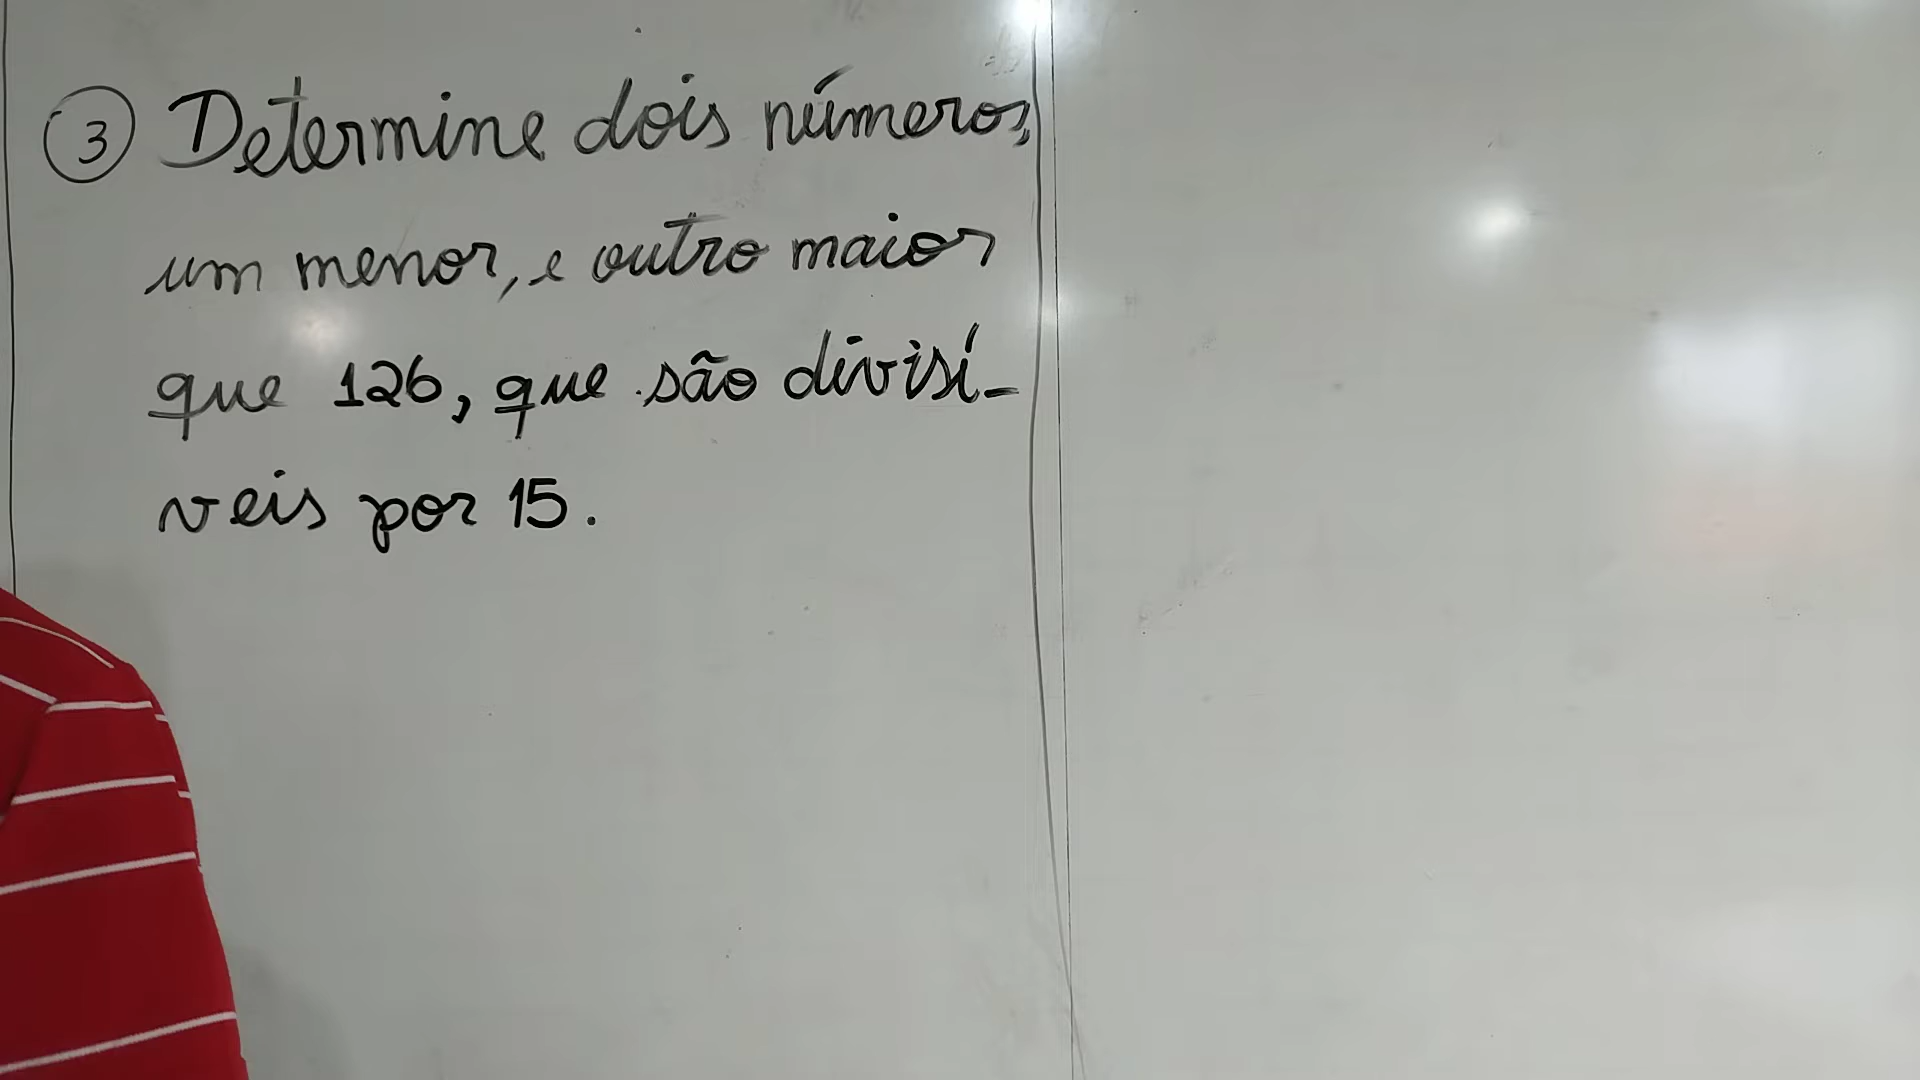 3 Determine dois números,
um menor, e outro maior
que 126, que são divisí-
veis por 15.